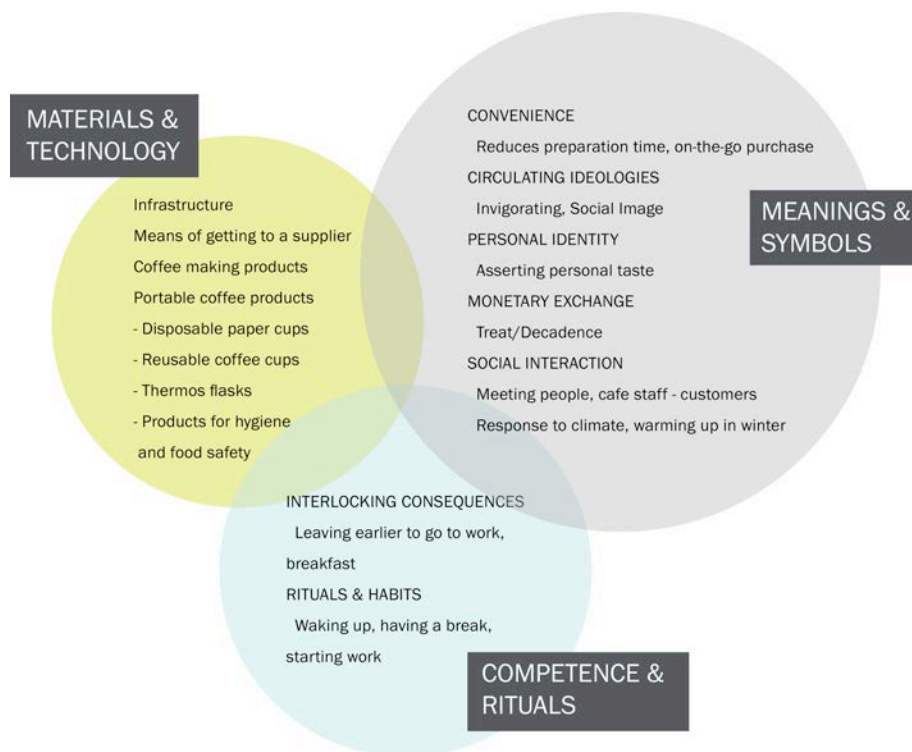 MATERIALS &
TECHNOLOGY
Infrastructure
Means of getting to a supplier
Coffee making products
Portable coffee products
- Disposable paper cups
- Reusable coffee cups
- Thermos flasks
- Products for hygiene
and food safety
CONVENIENCE
Reduces preparation time, on-the-go purchase
CIRCULATING IDEOLOGIES
Invigorating, Social Image
PERSONAL IDENTITY
Asserting personal taste
MONETARY EXCHANGE
Treat/Decadence
SOCIAL INTERACTION
Meeting people, cafe staff - customers
Response to climate, warming up in winter
MEANINGS &
SYMBOLS
INTERLOCKING CONSEQUENCES
Leaving earlier to go to work,
breakfast
RITUALS & HABITS
Waking up, having a break,
starting work
COMPETENCE &
RITUALS